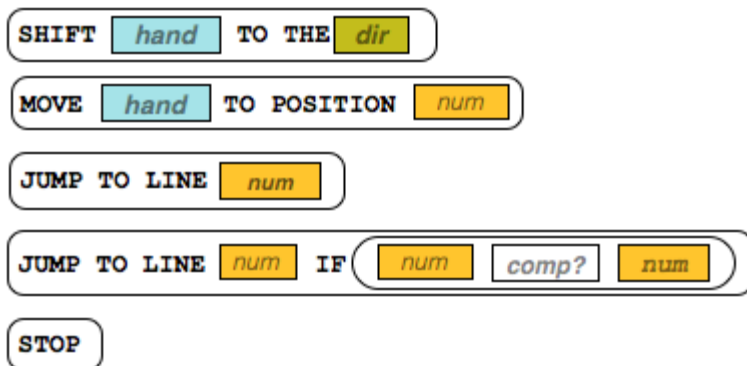 SHIFT hand TO THE dir
MOVE hand TO POSITION num
JUMP TO LINE num
JUMP TO LINE num IF num comp? num
STOP